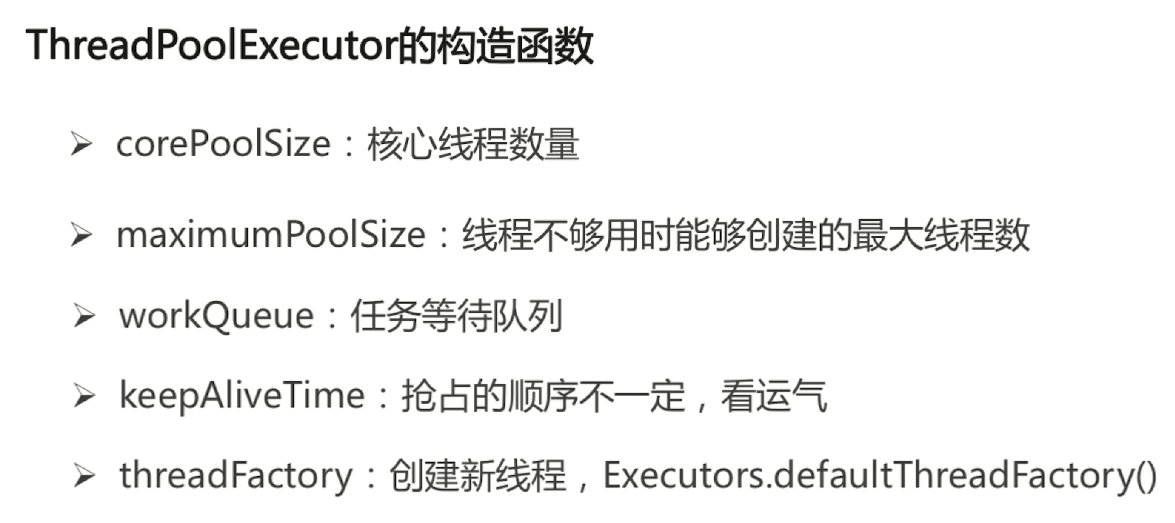 ThreadPoolExecutor的构造函数
➢ corePoolSize：核心线程数量
➢ maximumPoolSize：线程不够用时能够创建的最大线程数
➢ workQueue：任务等待队列
➢ keepAliveTime：抢占的顺序不一定，看运气
➢ threadFactory：创建新线程，Executors.defaultThreadFactory()